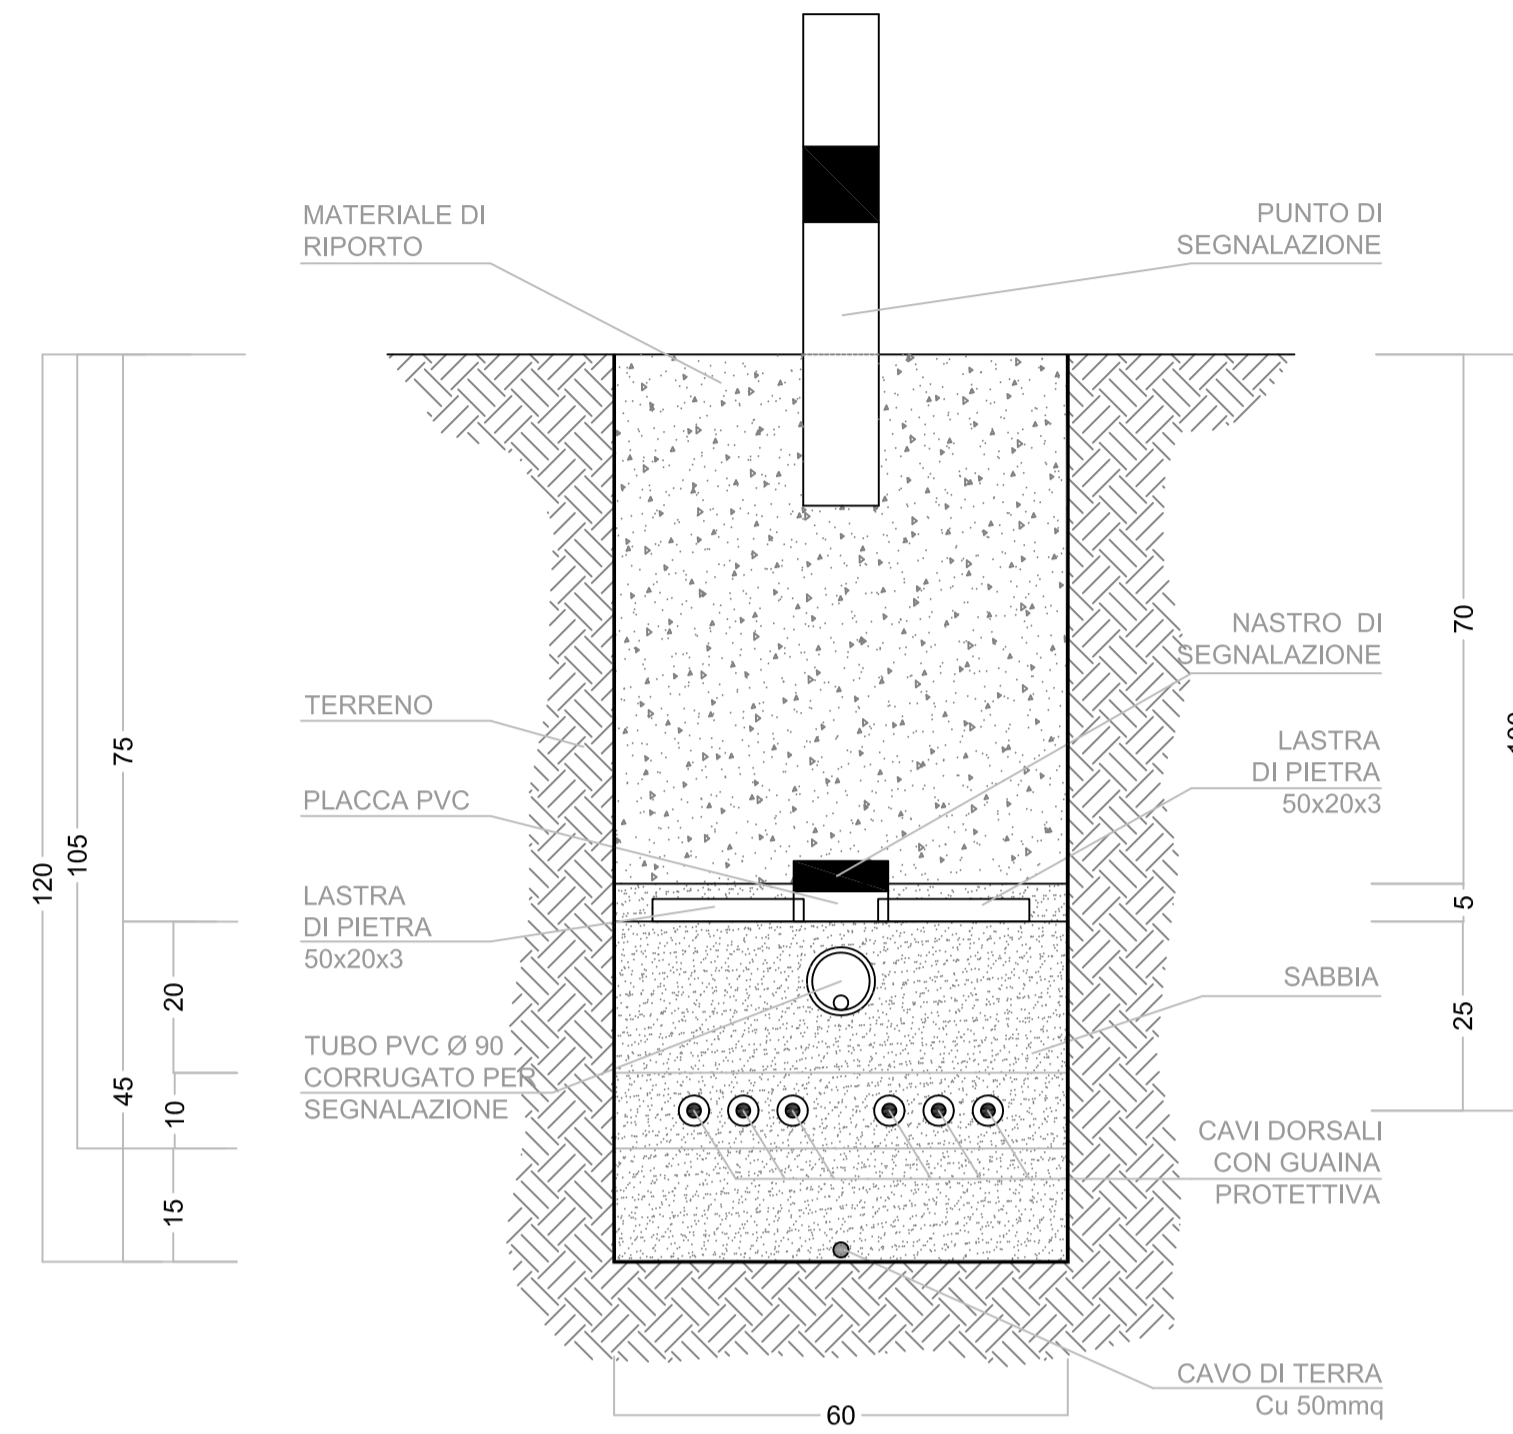 MATERIALE DI
RIPORTO
PUNTO DI
SEGNALAZIONE
NASTRO DI
SEGNALAZIONE
TERRENO
LASTRA
DI PIETRA
50x20x3
PLACCA PVC
LASTRA
DI PIETRA
50x20x3
SABBIA
TUBO PVC Ø 90
CORRUGATO PER
SEGNALAZIONE
CAVI DORSALI
CON GUAINA
PROTETTIVA
CAVO DI TERRA
Cu 50mmq
120
105
75
45
20
10
15
70
5
25
60